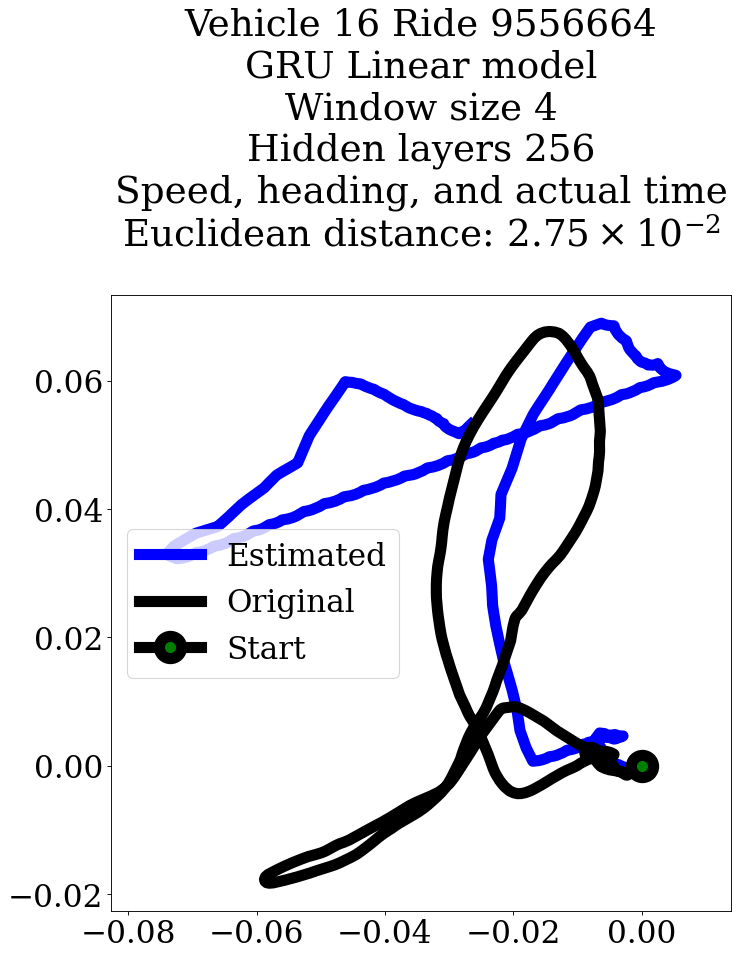 Vehicle 16 Ride 9556664
GRU Linear model
Window size 4
Hidden layers 256
Speed, heading, and actual time
Euclidean distance: 2.75 × 10⁻²
0.06
0.04
0.02
0.00
−0.02
Estimated
Original
Start
−0.08 −0.06 −0.04 −0.02 0.00